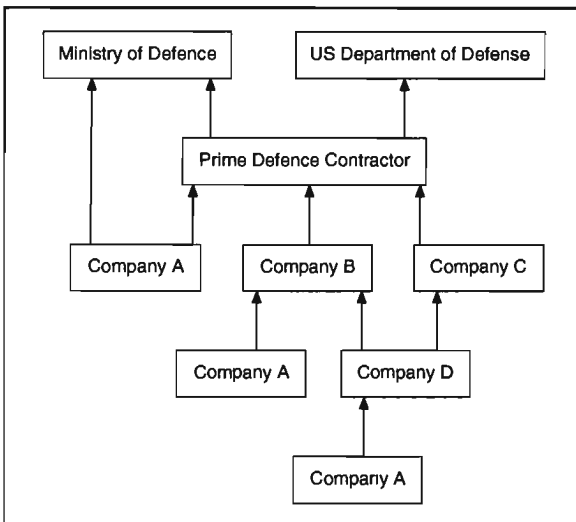 Ministry of Defence
US Department of Defense
Prime Defence Contractor
Company A
Company B
Company C
Company A
Company D
Company A